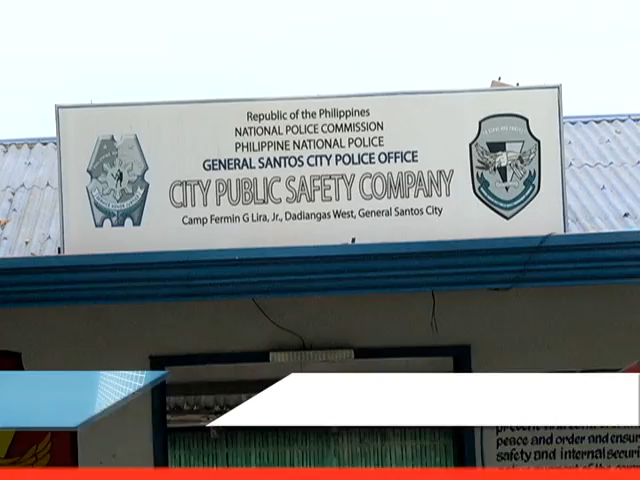 Republic of the Philippines
NATIONAL POLICE COMMISSION
PHILIPPINE NATIONAL POLICE
GENERAL SANTOS CITY POLICE OFFICE
CITY PUBLIC SAFETY COMPANY
Camp Fermin G Lira, Jr., Dadiangas West, General Santos City
peace and order and ensur
safety and internal securi